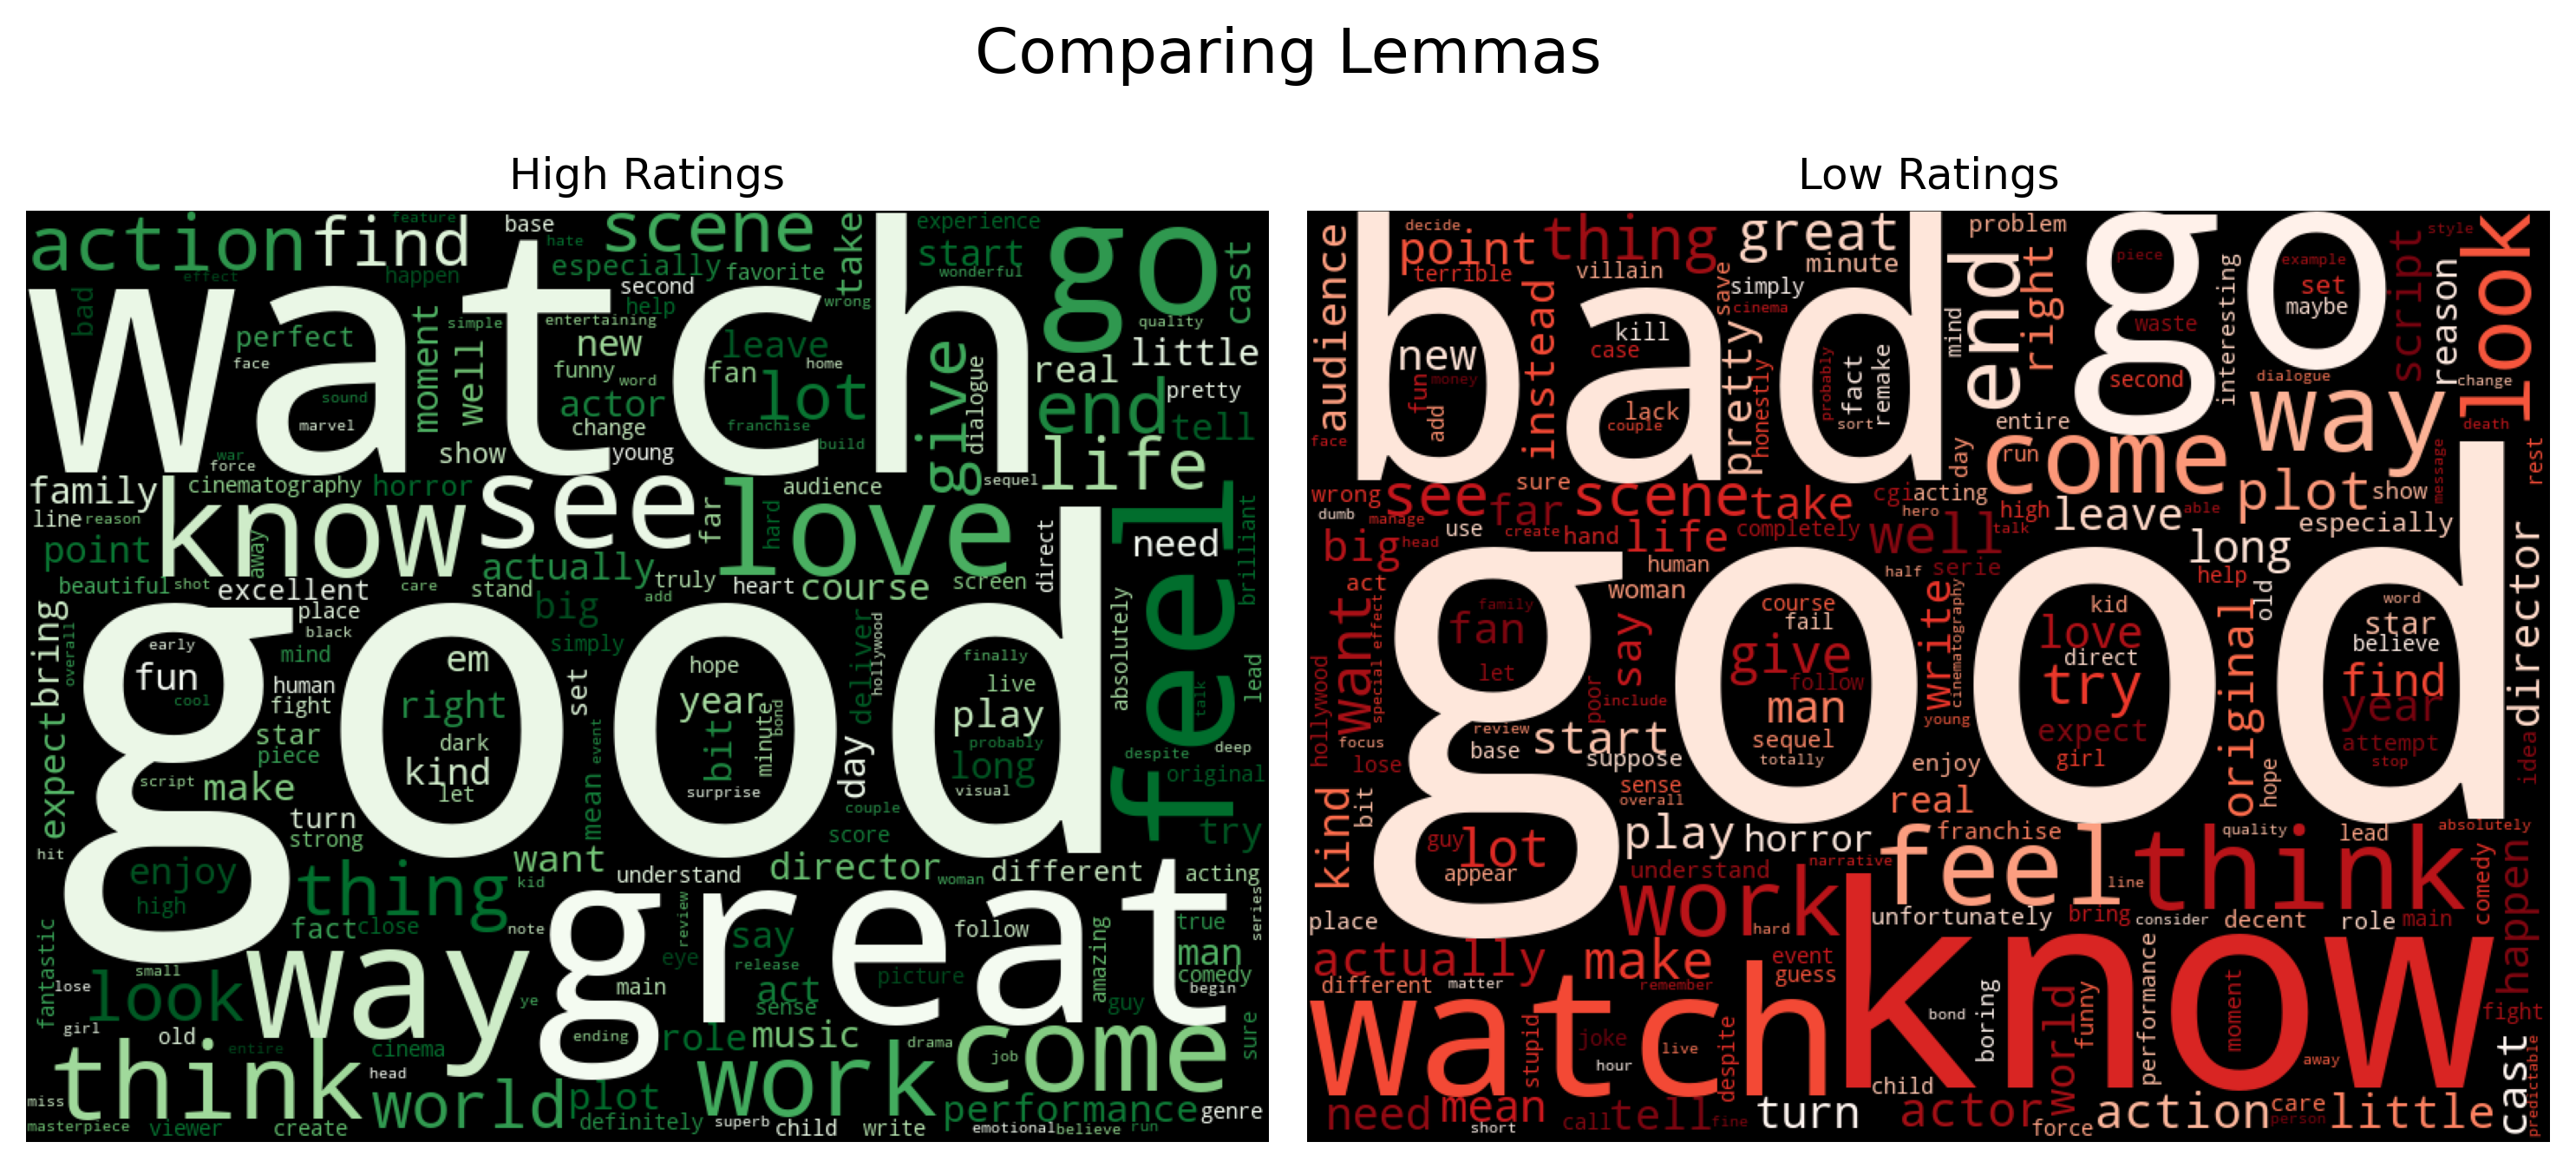 Comparing Lemmas
High Ratings
action find base scene take experience start go cast
feature hate especially favorite wonderful
effect happen second help wrong
watch
bad perfect moment simple entertaining new leave quality little
face well funny word fan home lot give dialogue real pretty
sound actor end tell
marvel change franchise build
war force show young life
family cinematography horror see far love audience sequel feel
line reason know hard direct need brilliant
point away actually truly
beautiful shot excellent care stand add heart course screen
bring place big absolutely
good
early black simply deliver hollywood
overall fun mind em hope finally lead
cool human right set year live
fight play talk
star dark bit minute bond probably despite deep
expect piece kind event day long original
script make let mean surprise visual
turn couple try
hit strong score
want director different acting
enjoy thing kid understand woman
high great series
fact close note review say follow amazing true
fantastic way eye release man
small look main picture comedy
lose ye act sense guy begin
girl old ending role music drama job come sure
think entire cinema work
head world plot performance genre
miss definitely superb emotional believe run
masterpiece viewer create child write
Low Ratings
audience decide point thing great problem go piece script style look
terrible villain minute right interesting example
bad
simply end set reason
save cinema maybe
new instead kill pretty mind waste
fun money case honestly probably fact remake second dialogue change
add lack way
face couple sort entire death
day run come
wrong see sure scene take cgi acting plot show message rest
dumb manage far hero high able
use create hand life completely well talk leave especially
big head human long director
act woman half serie help
good
want special effect family course write cinematography kid original old word
fan say fail love star
hollywood let give direct believe
poor follow try find
include man young year
focus review start sequel expect attempt idea
lose base suppose totally enjoy girl stop
kind bit sense real hope
overall
play horror franchise quality lead absolutely
guy lot feel think
appear understand narrative line comedy happen
place work hard unfortunately bring consider decent role main
know
actually make event
different matter remember guess performance
watch bond boring funny moment fight
stupid joke live despite world away cast predictable
hour child
need mean call tell fine turn actor action care person little
short force